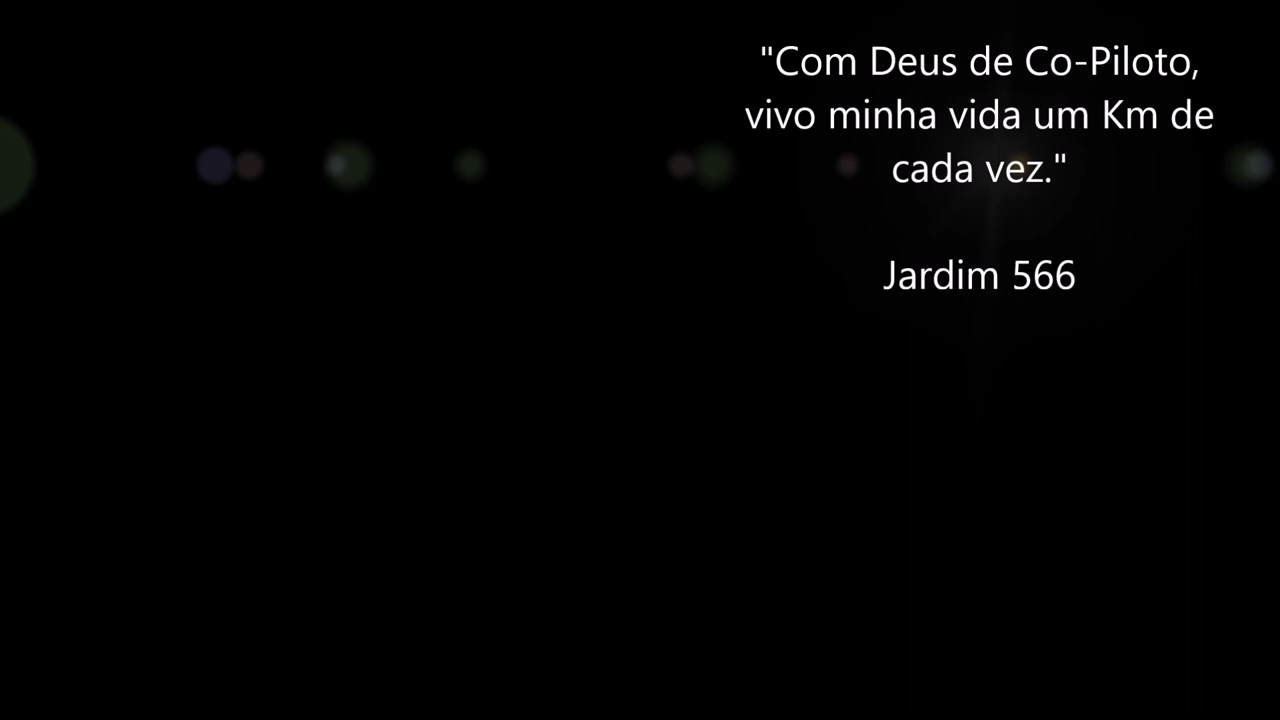 "Com Deus de Co-Piloto,
vivo minha vida um Km de
cada vez."
Jardim 566